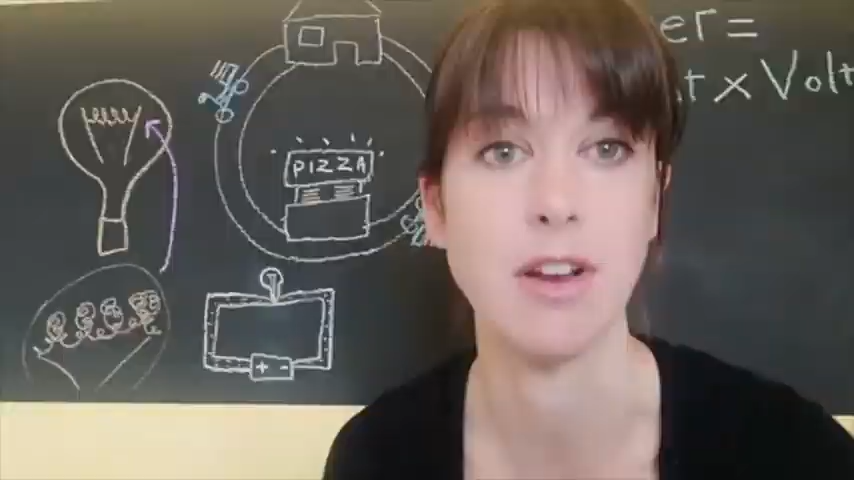 PIZZA
er =
t x Volt
+ -